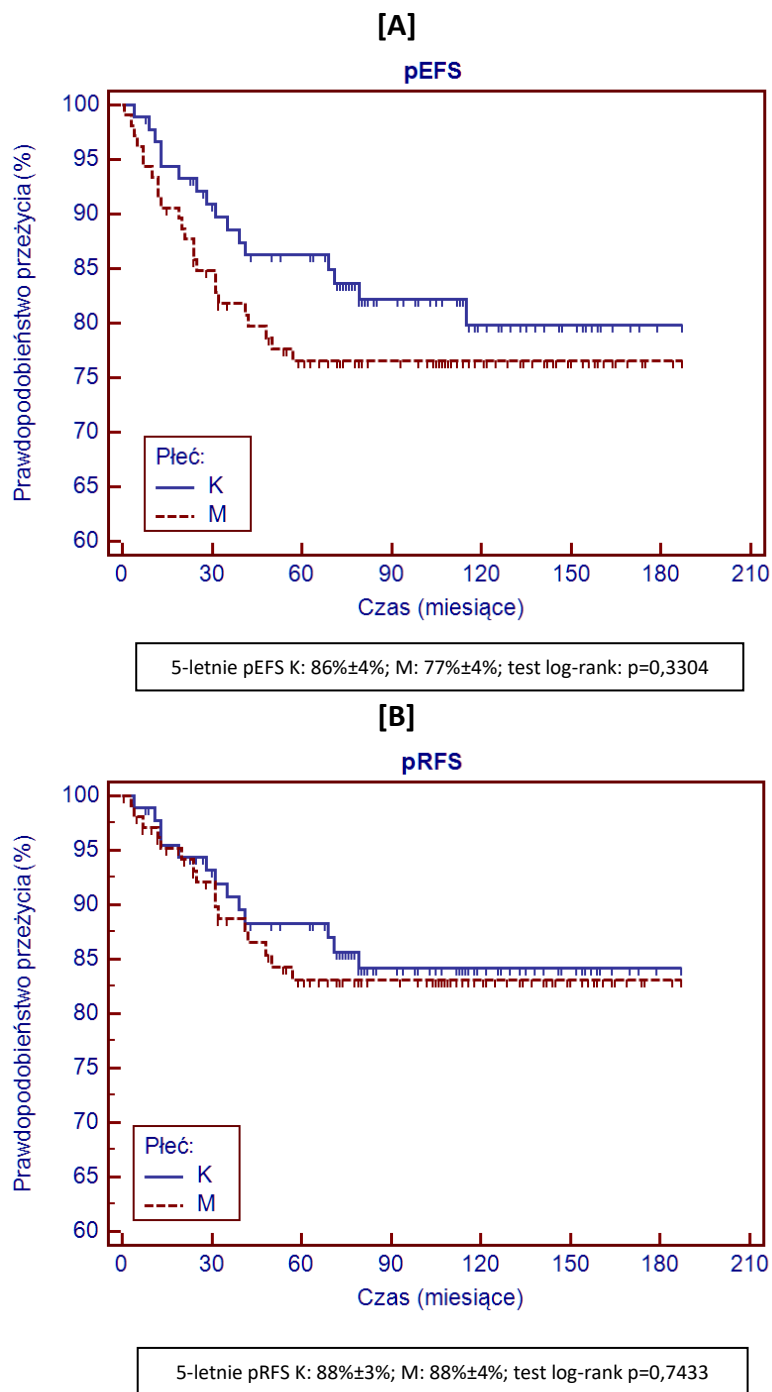 [A]
pEFS
Prawdopodobieństwo przeżycia (%)
100
95
90
85
80
75
70
65
60
Płeć:
K
M
0 30 60 90 120 150 180 210
Czas (miesiące)
5-letnie pEFS K: 86%±4%; M: 77%±4%; test log-rank: p=0,3304
[B]
pRFS
Prawdopodobieństwo przeżycia (%)
100
95
90
85
80
75
70
65
60
Płeć:
K
M
0 30 60 90 120 150 180 210
Czas (miesiące)
5-letnie pRFS K: 88%±3%; M: 88%±4%; test log-rank p=0,7433